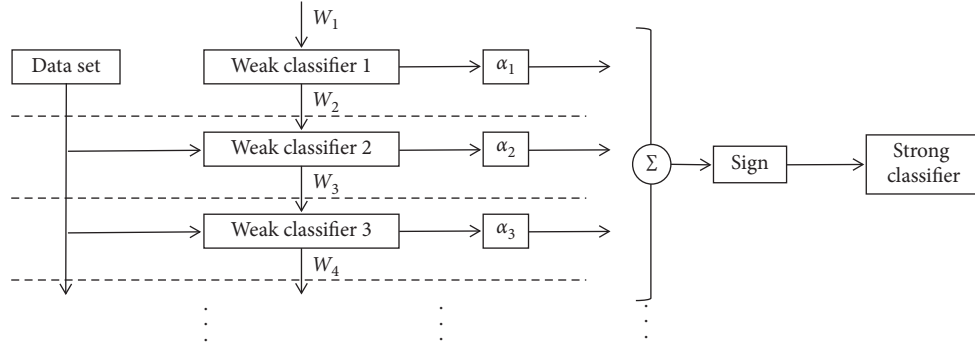 W1
Data set
Weak classifier 1
α1
W2
Weak classifier 2
α2
Σ
Sign
Strong
classifier
W3
Weak classifier 3
α3
W4